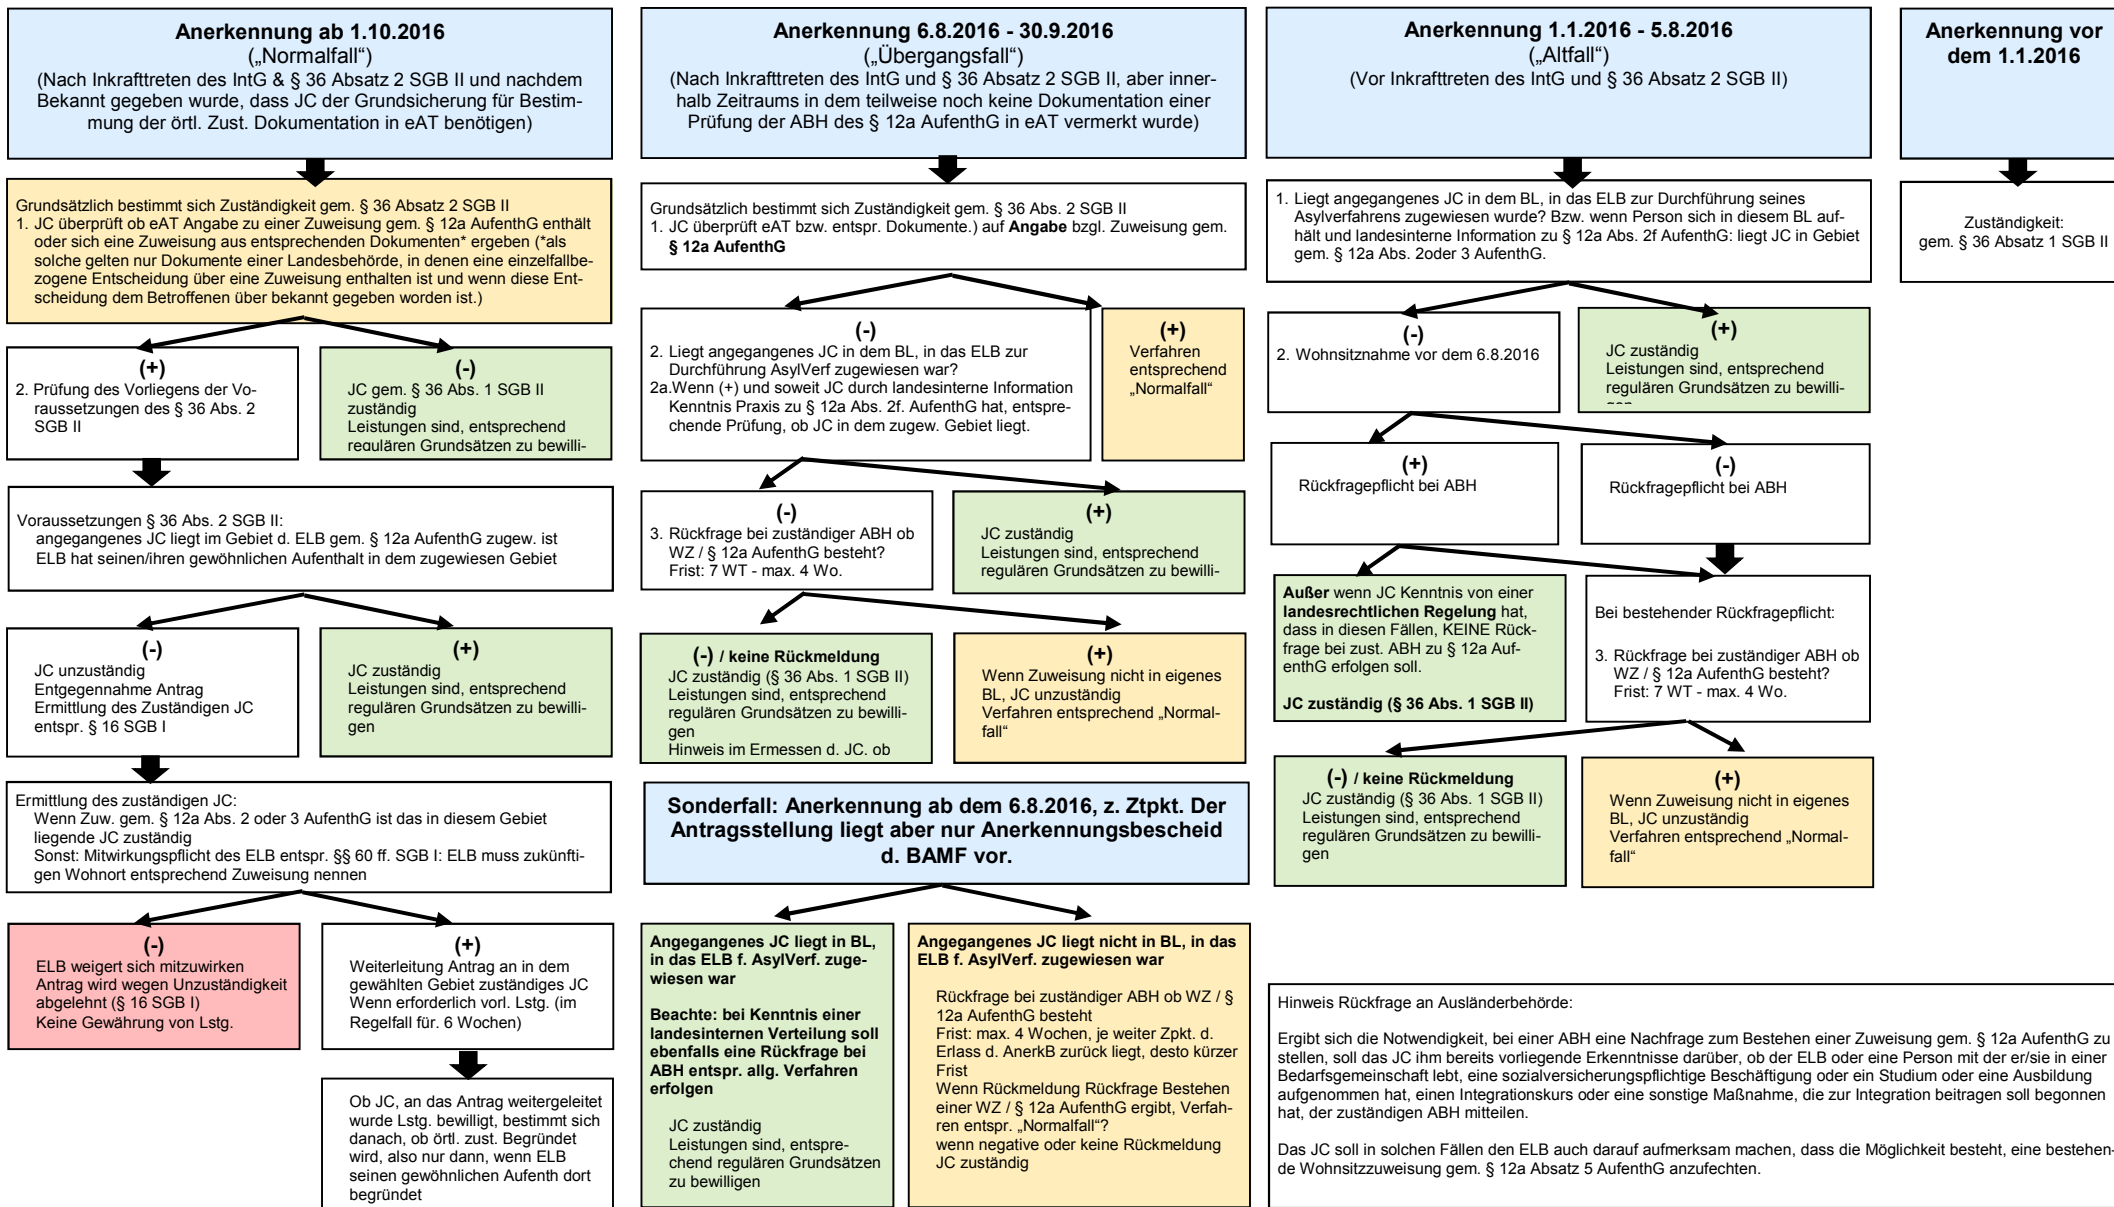 Anerkennung ab 1.10.2016
(„Normalfall“)
(Nach Inkrafttreten des IntG & § 36 Absatz 2 SGB II und nachdem
Bekannt gegeben wurde, dass JC der Grundsicherung für Bestim-
mung der örtl. Zust. Dokumentation in eAT benötigen)
Grundsätzlich bestimmt sich Zuständigkeit gem. § 36 Absatz 2 SGB II
1. JC überprüft ob eAT Angabe zu einer Zuweisung gem. § 12a AufenthG enthält
oder sich eine Zuweisung aus entsprechenden Dokumenten* ergeben (*als
solche gelten nur Dokumente einer Landesbehörde, in denen eine einzelfallbe-
zogene Entscheidung über eine Zuweisung enthalten ist und wenn diese Ent-
scheidung dem Betroffenen über bekannt gegeben worden ist.)
(+)
2. Prüfung des Vorliegens der Vo-
raussetzungen des § 36 Abs. 2
SGB II
(-)
JC gem. § 36 Abs. 1 SGB II
zuständig
Leistungen sind, entsprechend
regulären Grundsätzen zu bewilli-
Voraussetzungen § 36 Abs. 2 SGB II:
angegangenes JC liegt im Gebiet d. ELB gem. § 12a AufenthG zugew. ist
ELB hat seinen/ihren gewöhnlichen Aufenthalt in dem zugewiesen Gebiet
(-)
JC unzuständig
Entgegennahme Antrag
Ermittlung des Zuständigen JC
entspr. § 16 SGB I
(+)
JC zuständig
Leistungen sind, entsprechend
regulären Grundsätzen zu bewilli-
gen
Ermittlung des zuständigen JC:
Wenn Zuw. gem. § 12a Abs. 2 oder 3 AufenthG ist das in diesem Gebiet
liegende JC zuständig
Sonst: Mitwirkungspflicht des ELB entspr. §§ 60 ff. SGB I: ELB muss zukünfti-
gen Wohnort entsprechend Zuweisung nennen
(-)
ELB weigert sich mitzuwirken
Antrag wird wegen Unzuständigkeit
abgelehnt (§ 16 SGB I)
Keine Gewährung von Lstg.
(+)
Weiterleitung Antrag an in dem
gewählten Gebiet zuständiges JC
Wenn erforderlich vorl. Lstg. (im
Regelfall für. 6 Wochen)
Ob JC, an das Antrag weitergeleitet
wurde Lstg. bewilligt, bestimmt sich
danach, ob örtl. zust. Begründet
wird, also nur dann, wenn ELB
seinen gewöhnlichen Aufenth dort
begründet
Anerkennung 6.8.2016 - 30.9.2016
(„Übergangsfall“)
(Nach Inkrafttreten des IntG und § 36 Absatz 2 SGB II, aber inner-
halb Zeitraums in dem teilweise noch keine Dokumentation einer
Prüfung der ABH des § 12a AufenthG in eAT vermerkt wurde)
Grundsätzlich bestimmt sich Zuständigkeit gem. § 36 Abs. 2 SGB II
1. JC überprüft eAT bzw. entspr. Dokumente.) auf Angabe bzgl. Zuweisung gem.
§ 12a AufenthG
(-)
2. Liegt angegangenes JC in dem BL, in das ELB zur
Durchführung AsylVerf zugewiesen war?
2a.Wenn (+) und soweit JC durch landesinterne Information
Kenntnis Praxis zu § 12a Abs. 2f. AufenthG hat, entspre-
chende Prüfung, ob JC in dem zugew. Gebiet liegt.
(+)
Verfahren
entsprechend
„Normalfall“
(-)
3. Rückfrage bei zuständiger ABH ob
WZ / § 12a AufenthG besteht?
Frist: 7 WT - max. 4 Wo.
(+)
JC zuständig
Leistungen sind, entsprechend
regulären Grundsätzen zu bewilli-
(-) / keine Rückmeldung
JC zuständig (§ 36 Abs. 1 SGB II)
Leistungen sind, entsprechend
regulären Grundsätzen zu bewilli-
gen
Hinweis im Ermessen d. JC. ob
(+)
Wenn Zuweisung nicht in eigenes
BL, JC unzuständig
Verfahren entsprechend „Normal-
fall“
Sonderfall: Anerkennung ab dem 6.8.2016, z. Ztpkt. Der
Antragsstellung liegt aber nur Anerkennungsbescheid
d. BAMF vor.
Angegangenes JC liegt in BL,
in das ELB f. AsylVerf. zuge-
wiesen war
Beachte: bei Kenntnis einer
landesinternen Verteilung soll
ebenfalls eine Rückfrage bei
ABH entspr. allg. Verfahren
erfolgen
JC zuständig
Leistungen sind, entspre-
chend regulären Grundsätzen
zu bewilligen
Angegangenes JC liegt nicht in BL, in das
ELB f. AsylVerf. zugewiesen war
Rückfrage bei zuständiger ABH ob WZ / §
12a AufenthG besteht
Frist: max. 4 Wochen, je weiter Zpkt. d.
Erlass d. AnerkB zurück liegt, desto kürzer
Frist
Wenn Rückmeldung Rückfrage Bestehen
einer WZ / § 12a AufenthG ergibt, Verfah-
ren entspr. „Normalfall“?
wenn negative oder keine Rückmeldung
JC zuständig
Anerkennung 1.1.2016 - 5.8.2016
(„Altfall“)
(Vor Inkrafttreten des IntG und § 36 Absatz 2 SGB II)
1. Liegt angegangenes JC in dem BL, in das ELB zur Durchführung seines
Asylverfahrens zugewiesen wurde? Bzw. wenn Person sich in diesem BL auf-
hält und landesinterne Information zu § 12a Abs. 2f AufenthG: liegt JC in Gebiet
gem. § 12a Abs. 2oder 3 AufenthG.
(-)
2. Wohnsitznahme vor dem 6.8.2016
(+)
JC zuständig
Leistungen sind, entsprechend
regulären Grundsätzen zu bewilli-
(+)
Rückfragepflicht bei ABH
(-)
Rückfragepflicht bei ABH
Außer wenn JC Kenntnis von einer
landesrechtlichen Regelung hat,
dass in diesen Fällen, KEINE Rück-
frage bei zust. ABH zu § 12a Auf-
enthG erfolgen soll.
JC zuständig (§ 36 Abs. 1 SGB II)
Bei bestehender Rückfragepflicht:
3. Rückfrage bei zuständiger ABH ob
WZ / § 12a AufenthG besteht?
Frist: 7 WT - max. 4 Wo.
(-) / keine Rückmeldung
JC zuständig (§ 36 Abs. 1 SGB II)
Leistungen sind, entsprechend
regulären Grundsätzen zu bewilli-
gen
(+)
Wenn Zuweisung nicht in eigenes
BL, JC unzuständig
Verfahren entsprechend „Normal-
fall“
Anerkennung vor
dem 1.1.2016
Zuständigkeit:
gem. § 36 Absatz 1 SGB II
Hinweis Rückfrage an Ausländerbehörde:
Ergibt sich die Notwendigkeit, bei einer ABH eine Nachfrage zum Bestehen einer Zuweisung gem. § 12a AufenthG zu
stellen, soll das JC ihm bereits vorliegende Erkenntnisse darüber, ob der ELB oder eine Person mit der er/sie in einer
Bedarfsgemeinschaft lebt, eine sozialversicherungspflichtige Beschäftigung oder ein Studium oder eine Ausbildung
aufgenommen hat, einen Integrationskurs oder eine sonstige Maßnahme, die zur Integration beitragen soll begonnen
hat, der zuständigen ABH mitteilen.
Das JC soll in solchen Fällen den ELB auch darauf aufmerksam machen, dass die Möglichkeit besteht, eine bestehen-
de Wohnsitzzuweisung gem. § 12a Absatz 5 AufenthG anzufechten.